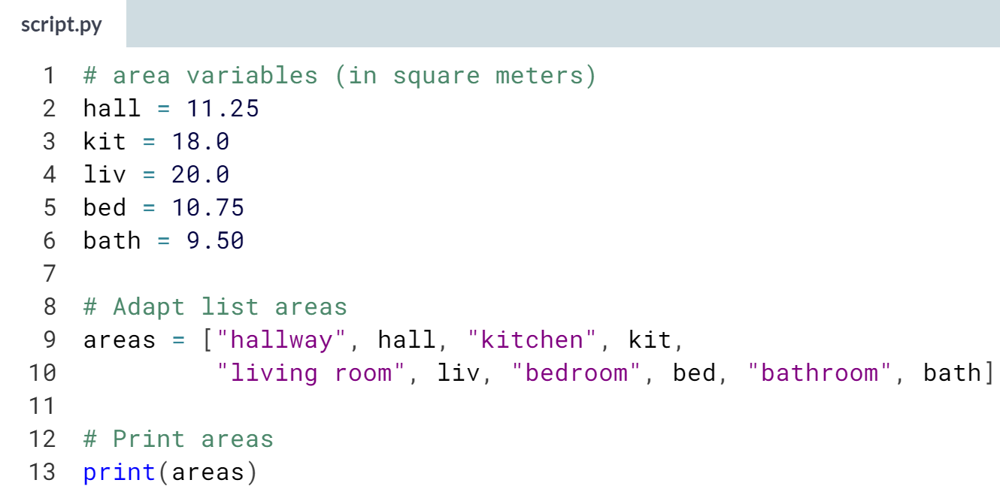 script.py
1 # area variables (in square meters)
2 hall = 11.25
3 kit = 18.0
4 liv = 20.0
5 bed = 10.75
6 bath = 9.50
7
8 # Adapt list areas
9 areas = ["hallway", hall, "kitchen", kit,
10          "living room", liv, "bedroom", bed, "bathroom", bath]
11
12 # Print areas
13 print(areas)